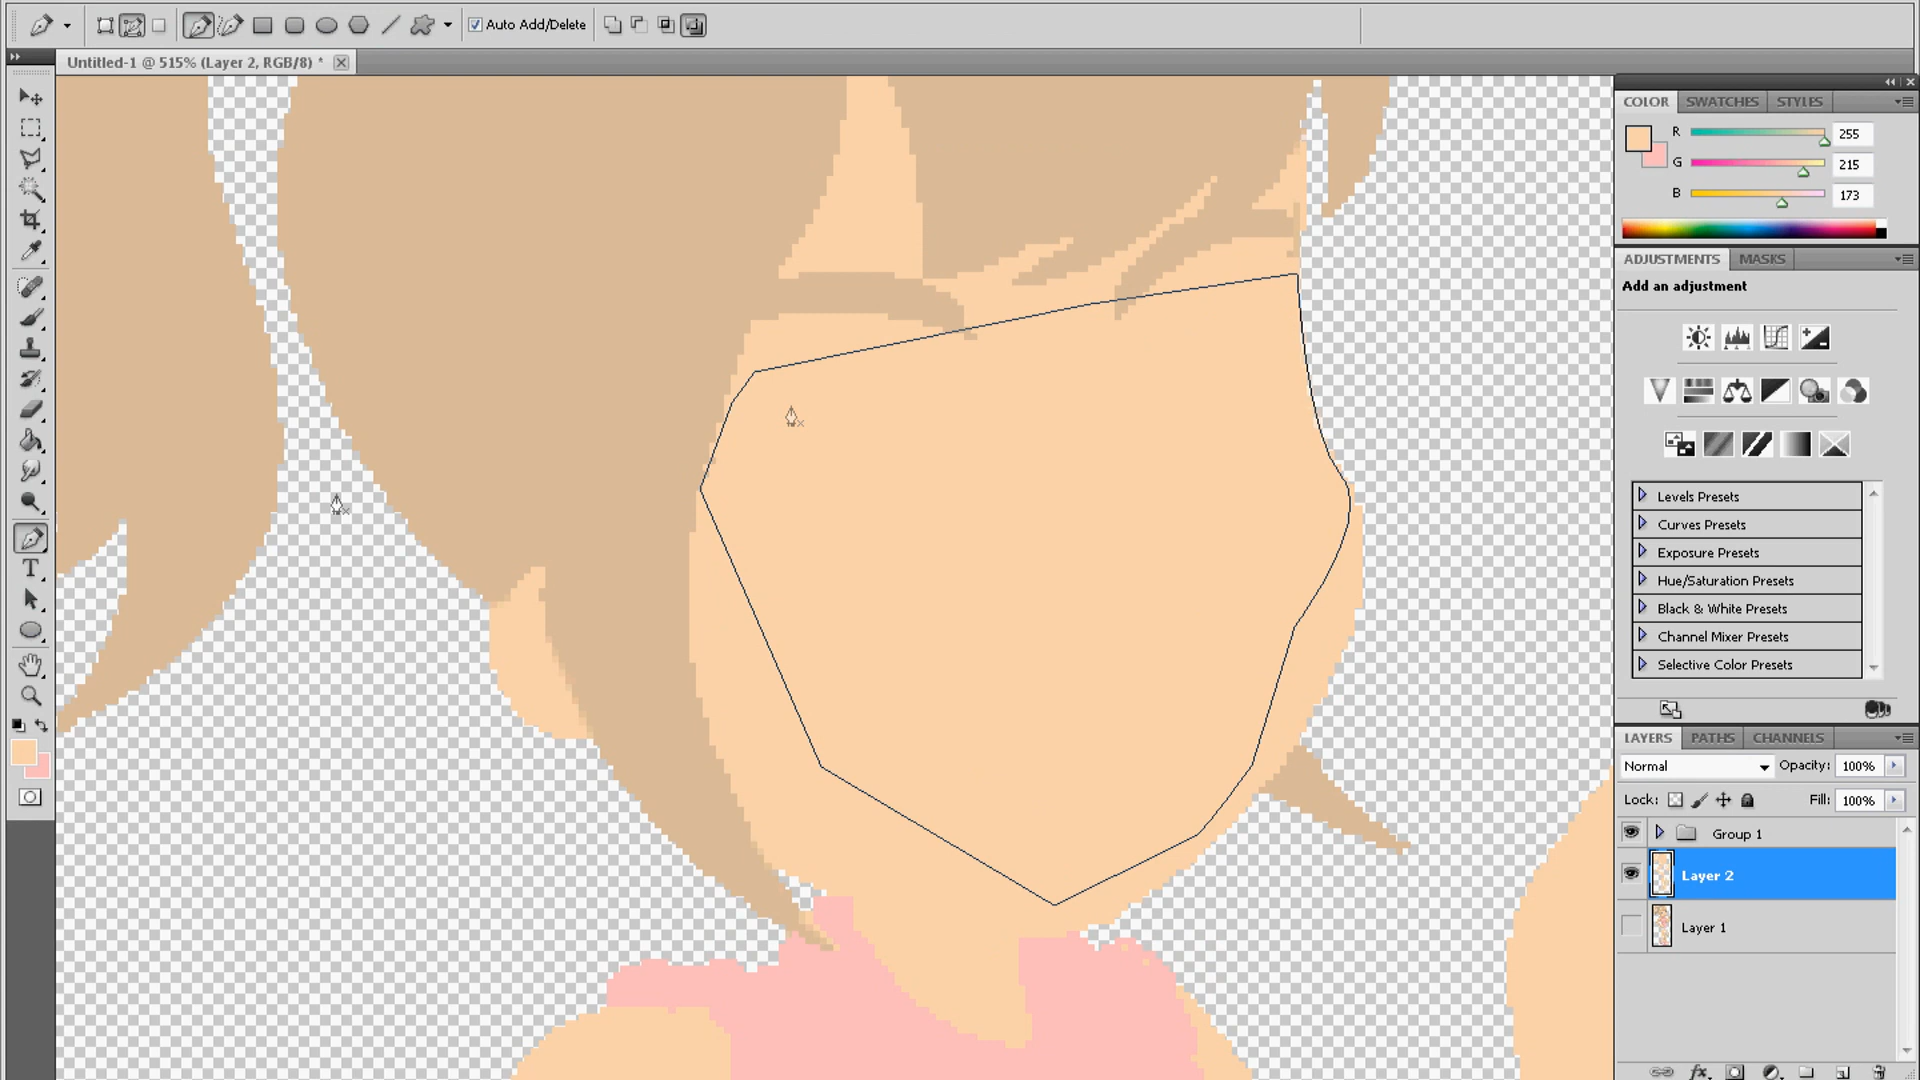 Auto Add/Delete
Untitled-1 @ 515% (Layer 2, RGB/8) *
COLOR SWATCHES STYLES
R 255
G 215
B 173
ADJUSTMENTS MASKS
Add an adjustment
Levels Presets
Curves Presets
Exposure Presets
Hue/Saturation Presets
Black & White Presets
Channel Mixer Presets
Selective Color Presets
LAYERS PATHS CHANNELS
Normal Opacity: 100%
Lock: Fill: 100%
Group 1
Layer 2
Layer 1